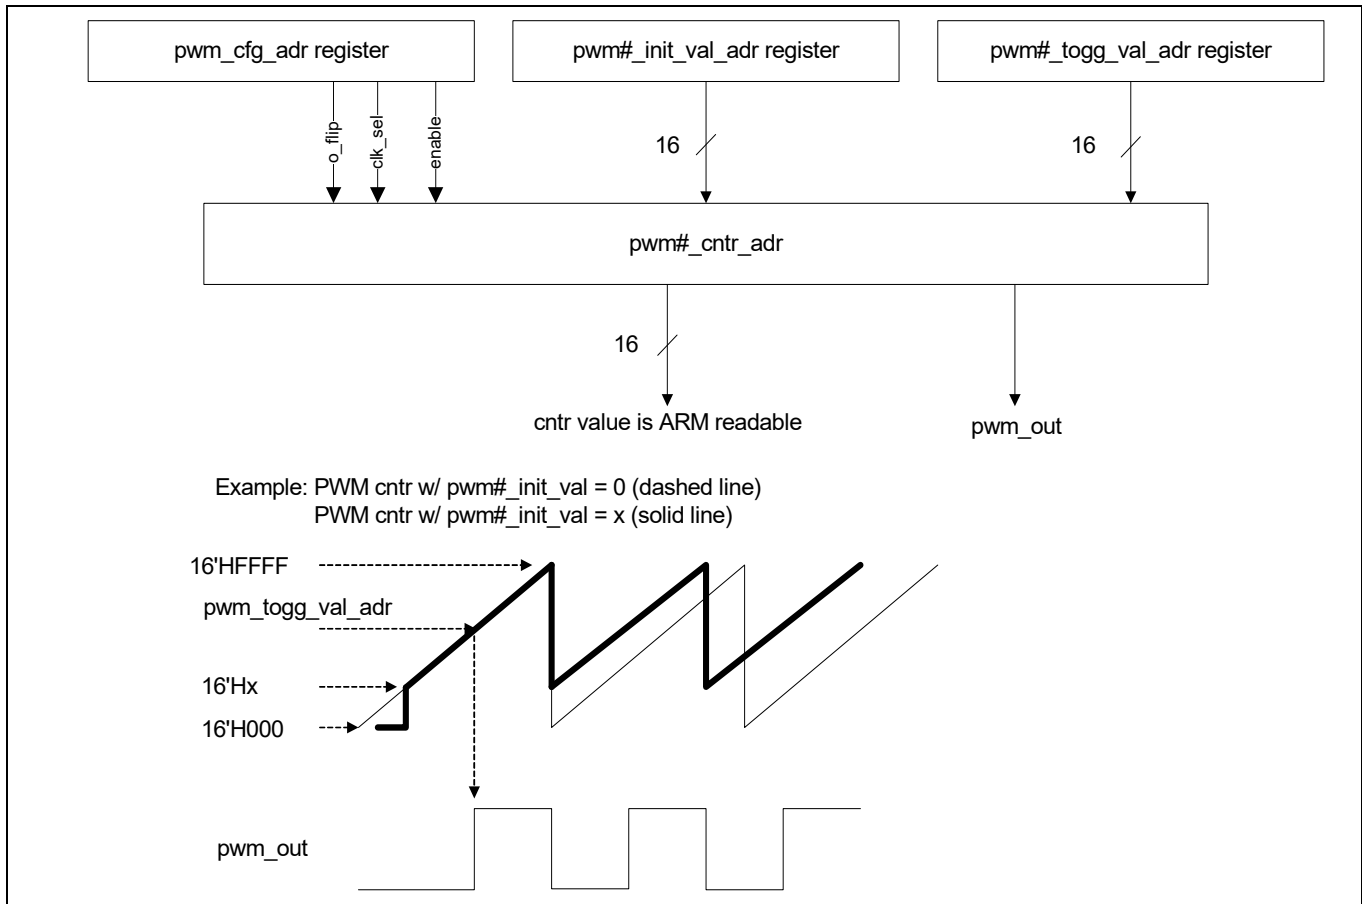 pwm_cfg_adr register
pwm#_init_val_adr register
pwm#_togg_val_adr register
o_flip
clk_sel
enable
16
16
pwm#_cntr_adr
16
cntr value is ARM readable
pwm_out
Example: PWM cntr w/ pwm#_init_val = 0 (dashed line)
PWM cntr w/ pwm#_init_val = x (solid line)
16'HFFFF
pwm_togg_val_adr
16'Hx
16'H000
pwm_out